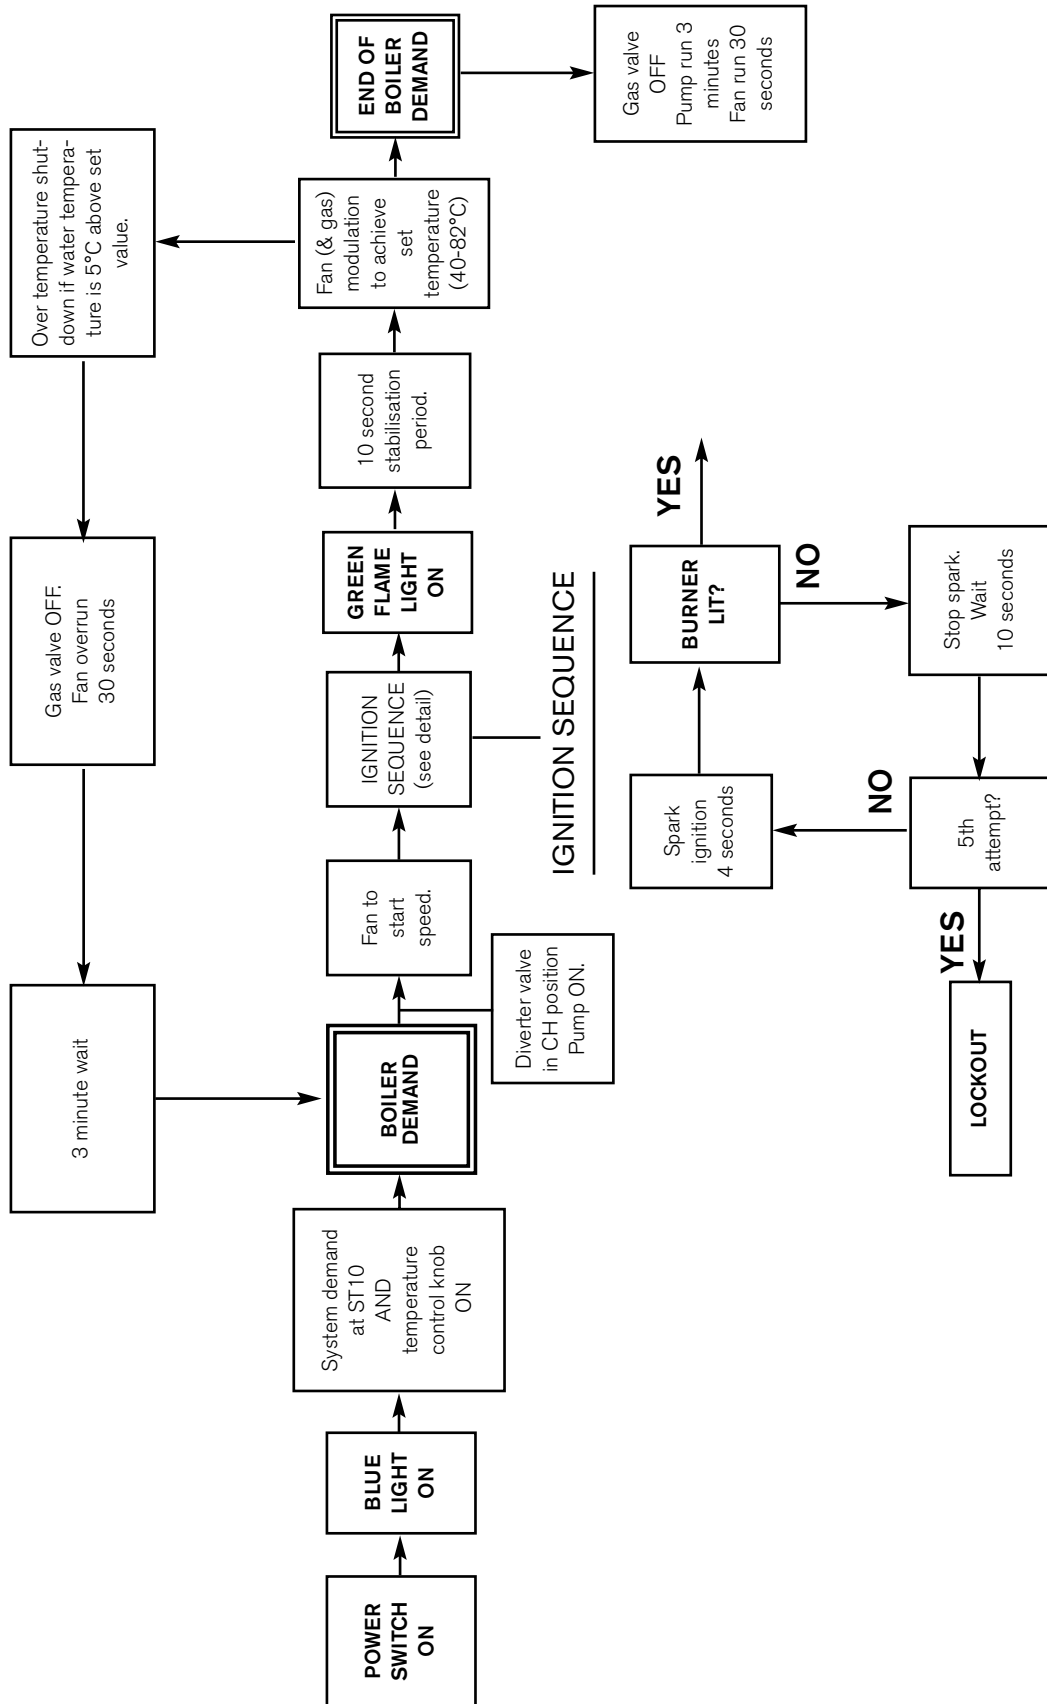 POWER
SWITCH
ON
BLUE
LIGHT
ON
System demand
at ST10
AND
temperature
control knob
ON
BOILER
DEMAND
Diverter valve
in CH position
Pump ON.
Fan to
start
speed.
IGNITION
SEQUENCE
(see detail)
GREEN
FLAME
LIGHT
ON
10 second
stabilisation
period.
Fan (& gas)
modulation
to achieve
set
temperature
(40-82°C)
END OF
BOILER
DEMAND
Gas valve
OFF
Pump run 3
minutes
Fan run 30
seconds
Over temperature shut-
down if water tempera-
ture is 5°C above set
value.
Gas valve OFF.
Fan overrun
30 seconds
3 minute wait
IGNITION SEQUENCE
Spark
ignition
4 seconds
BURNER
LIT?
YES
NO
Stop spark.
Wait
10 seconds
5th
attempt?
NO
YES
LOCKOUT